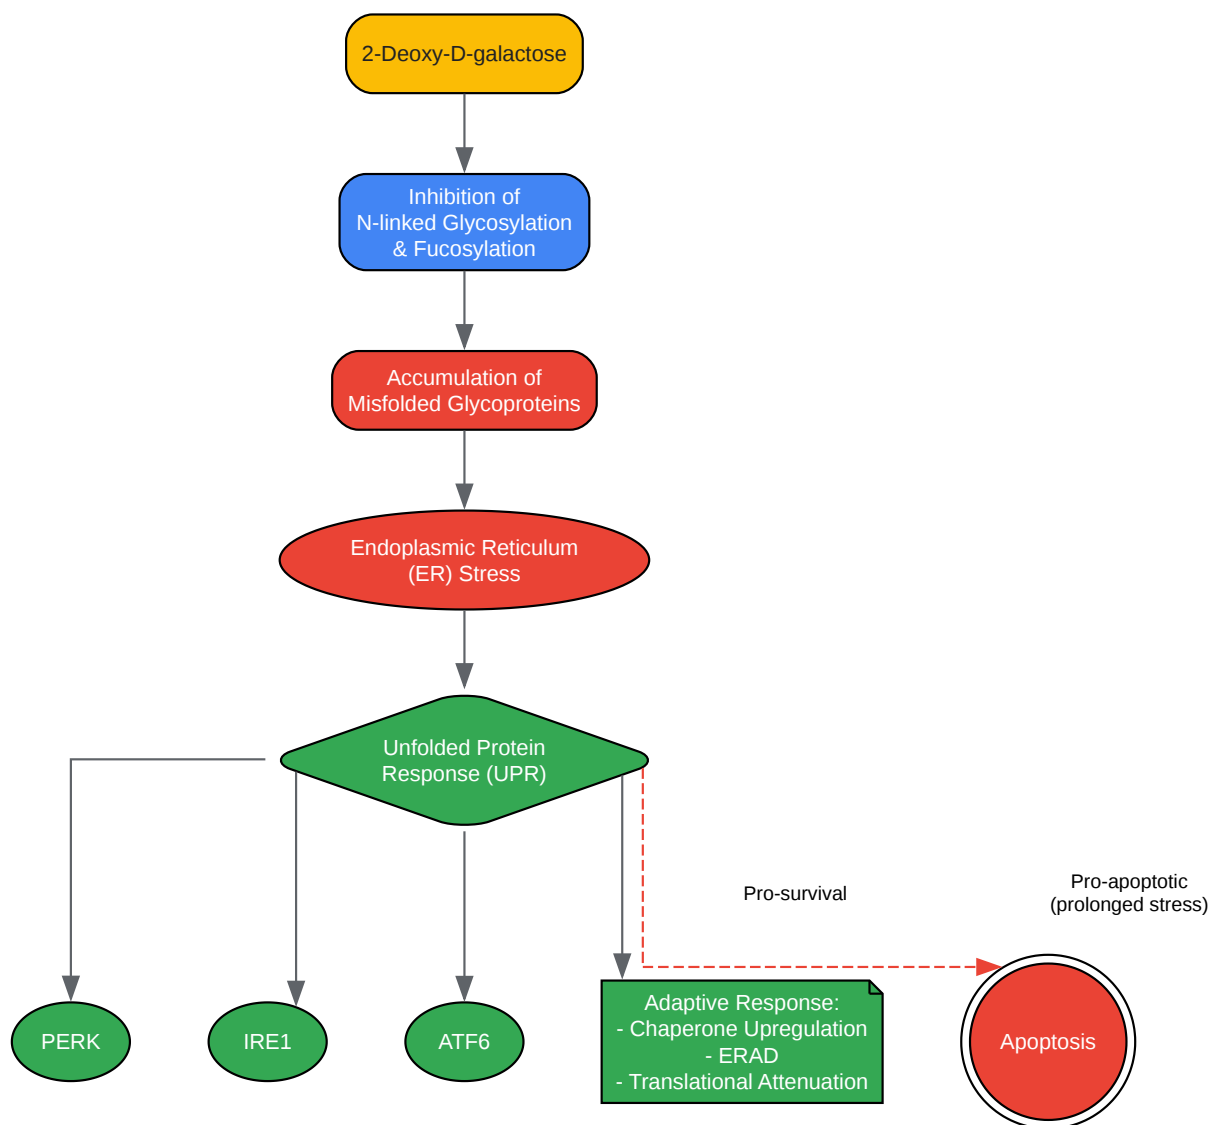 2-Deoxy-D-galactose
Inhibition of
N-linked Glycosylation
& Fucosylation
Accumulation of
Misfolded Glycoproteins
Endoplasmic Reticulum
(ER) Stress
Unfolded Protein
Response (UPR)
Pro-survival
Pro-apoptotic
(prolonged stress)
PERK
IRE1
ATF6
Adaptive Response:
- Chaperone Upregulation
- ERAD
- Translational Attenuation
Apoptosis